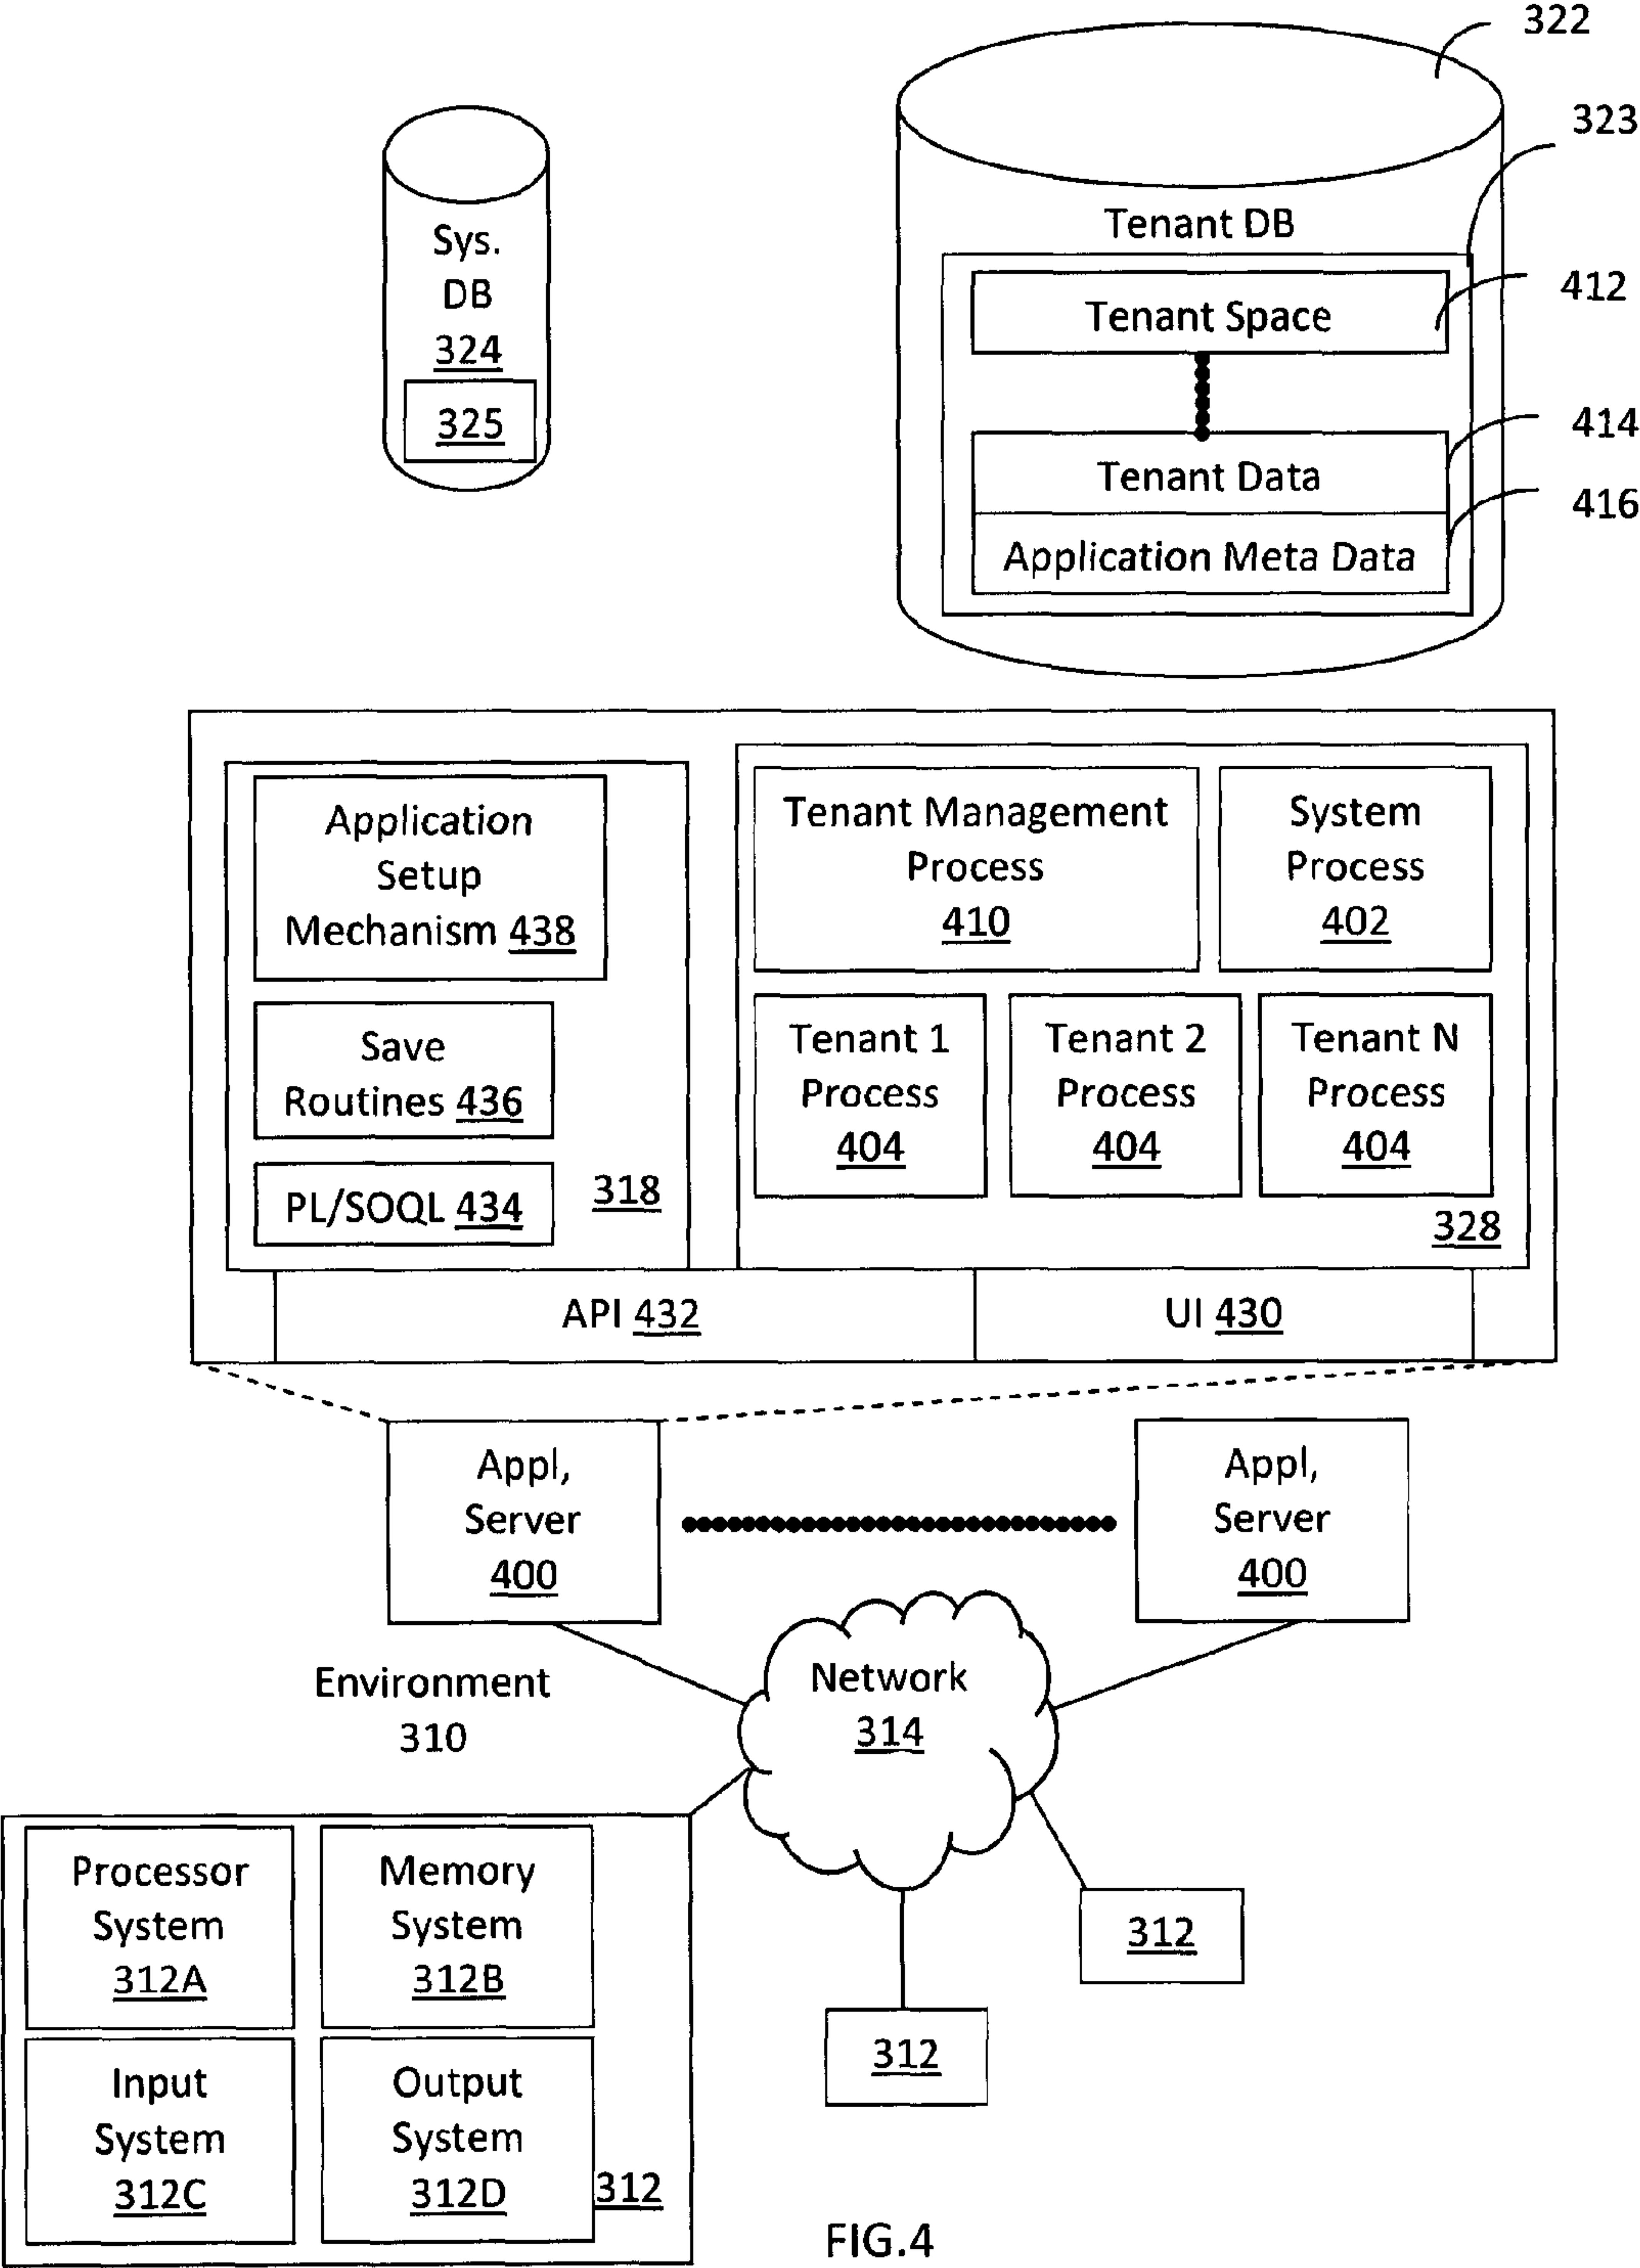 322
323
Tenant DB
412
Tenant Space
414
Tenant Data
416
Application Meta Data
Sys.
DB
324
325
Application
Setup
Mechanism 438
Save
Routines 436
PL/SOQL 434
318
Tenant Management
Process
410
System
Process
402
Tenant 1
Process
404
Tenant 2
Process
404
Tenant N
Process
404
328
API 432
UI 430
Appl,
Server
400
Appl,
Server
400
Environment
310
Network
314
Processor
System
312A
Memory
System
312B
Input
System
312C
Output
System
312D
312
312
312
FIG.4